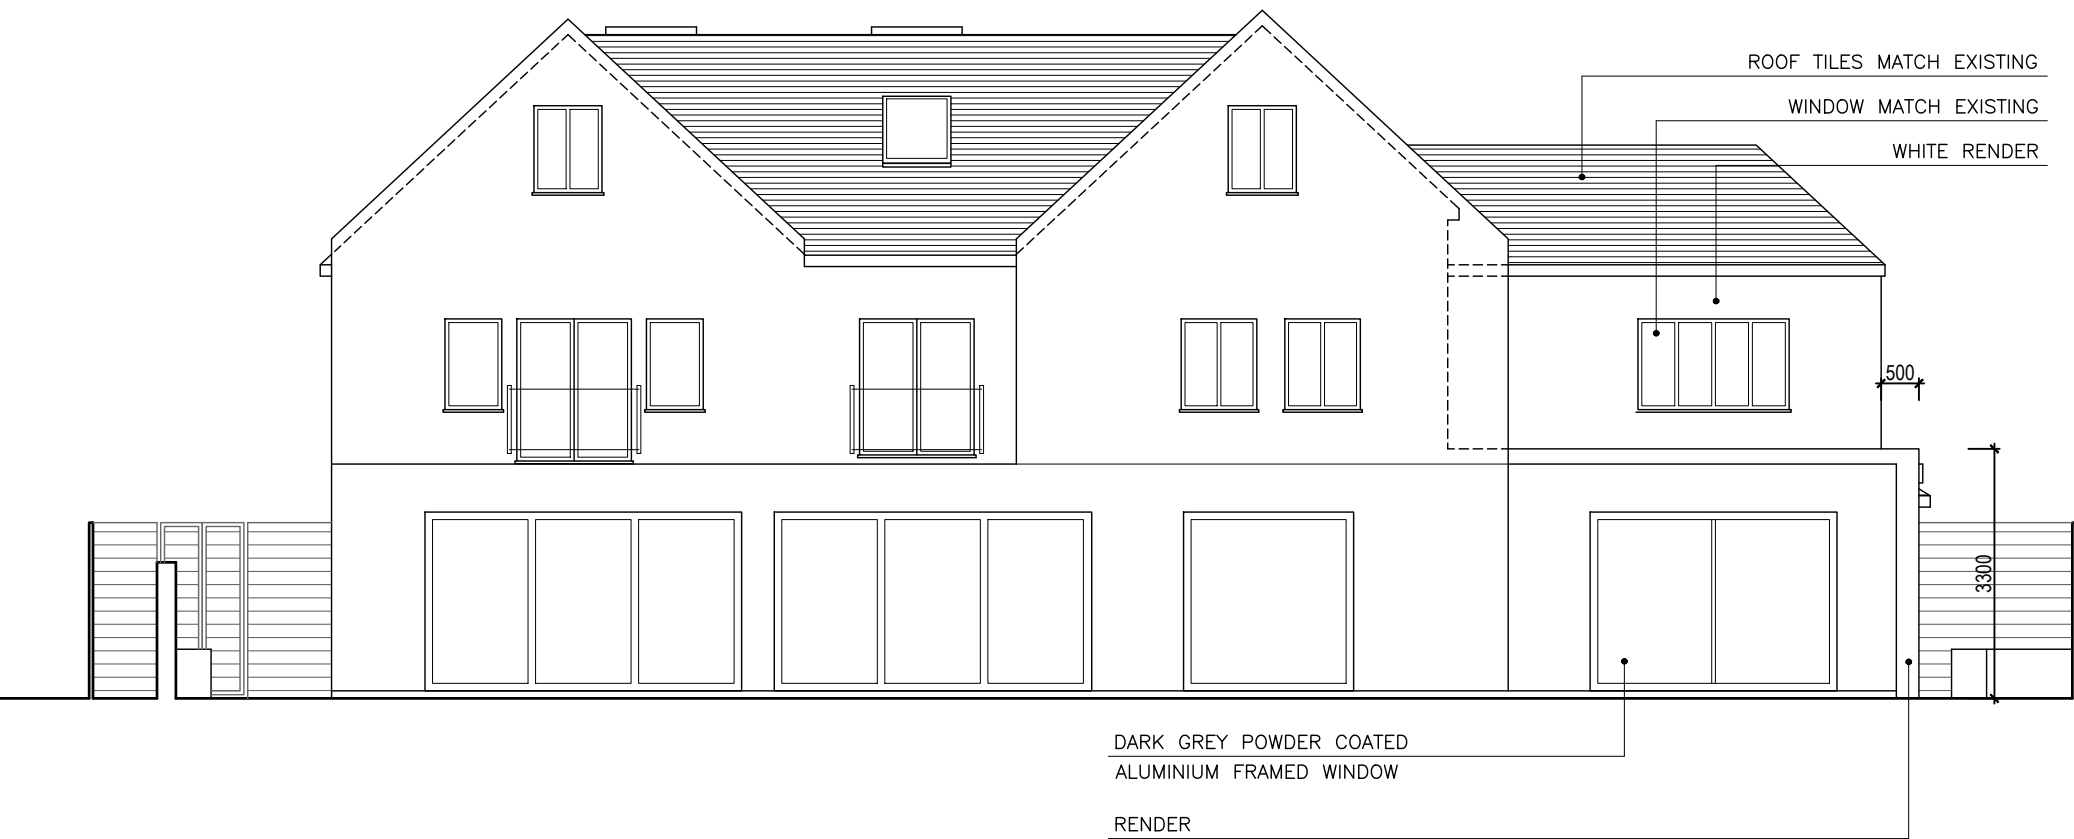 ROOF TILES MATCH EXISTING
WINDOW MATCH EXISTING
WHITE RENDER
500
3300
DARK GREY POWDER COATED
ALUMINIUM FRAMED WINDOW
RENDER